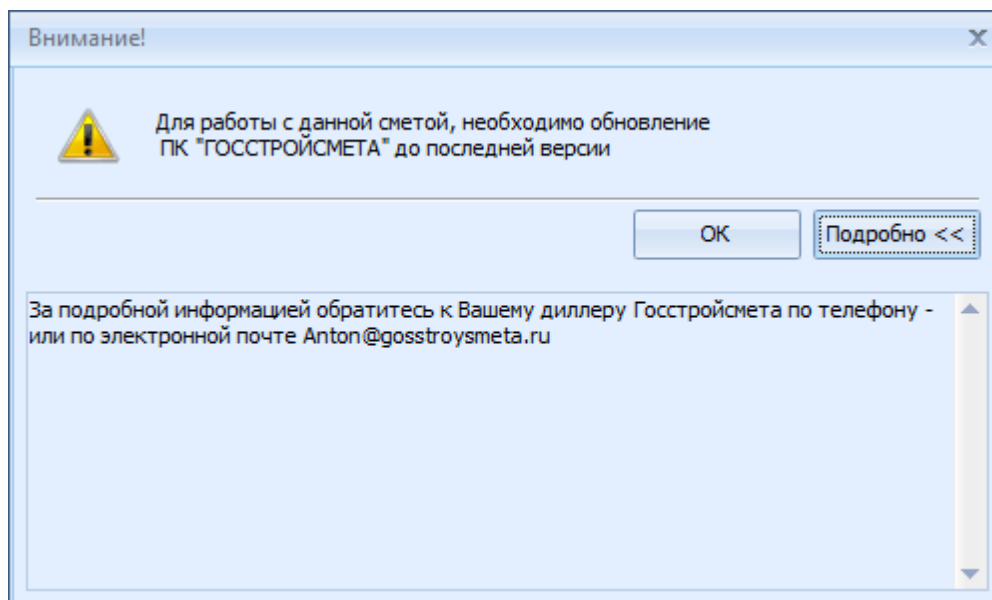 Внимание!
Для работы с данной сметой, необходимо обновление
ПК "ГОССТРОЙСМЕТА" до последней версии
OK
Подробно <<
За подробной информацией обратитесь к Вашему диллеру Госстройсмета по телефону -
или по электронной почте Anton@gosstroysmeta.ru